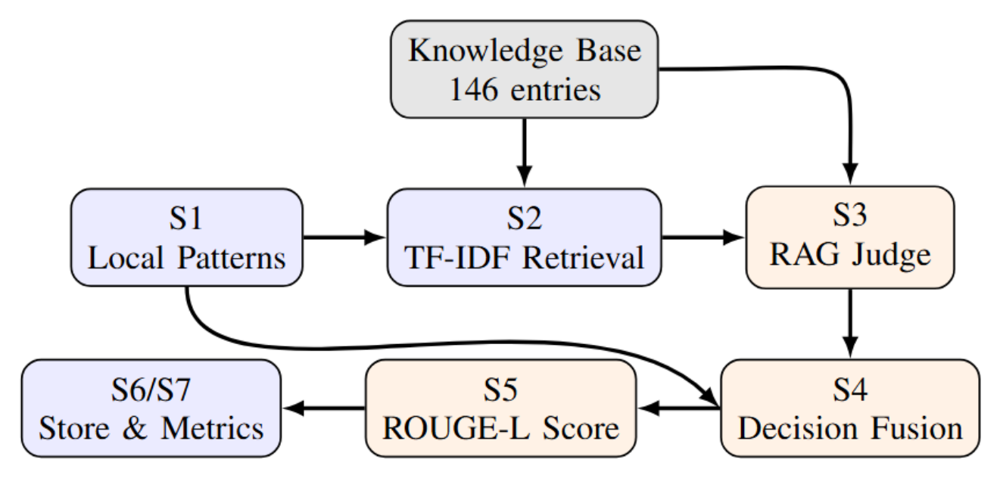 Knowledge Base
146 entries
S1
Local Patterns
S2
TF-IDF Retrieval
S3
RAG Judge
S6/S7
Store & Metrics
S5
ROUGE-L Score
S4
Decision Fusion